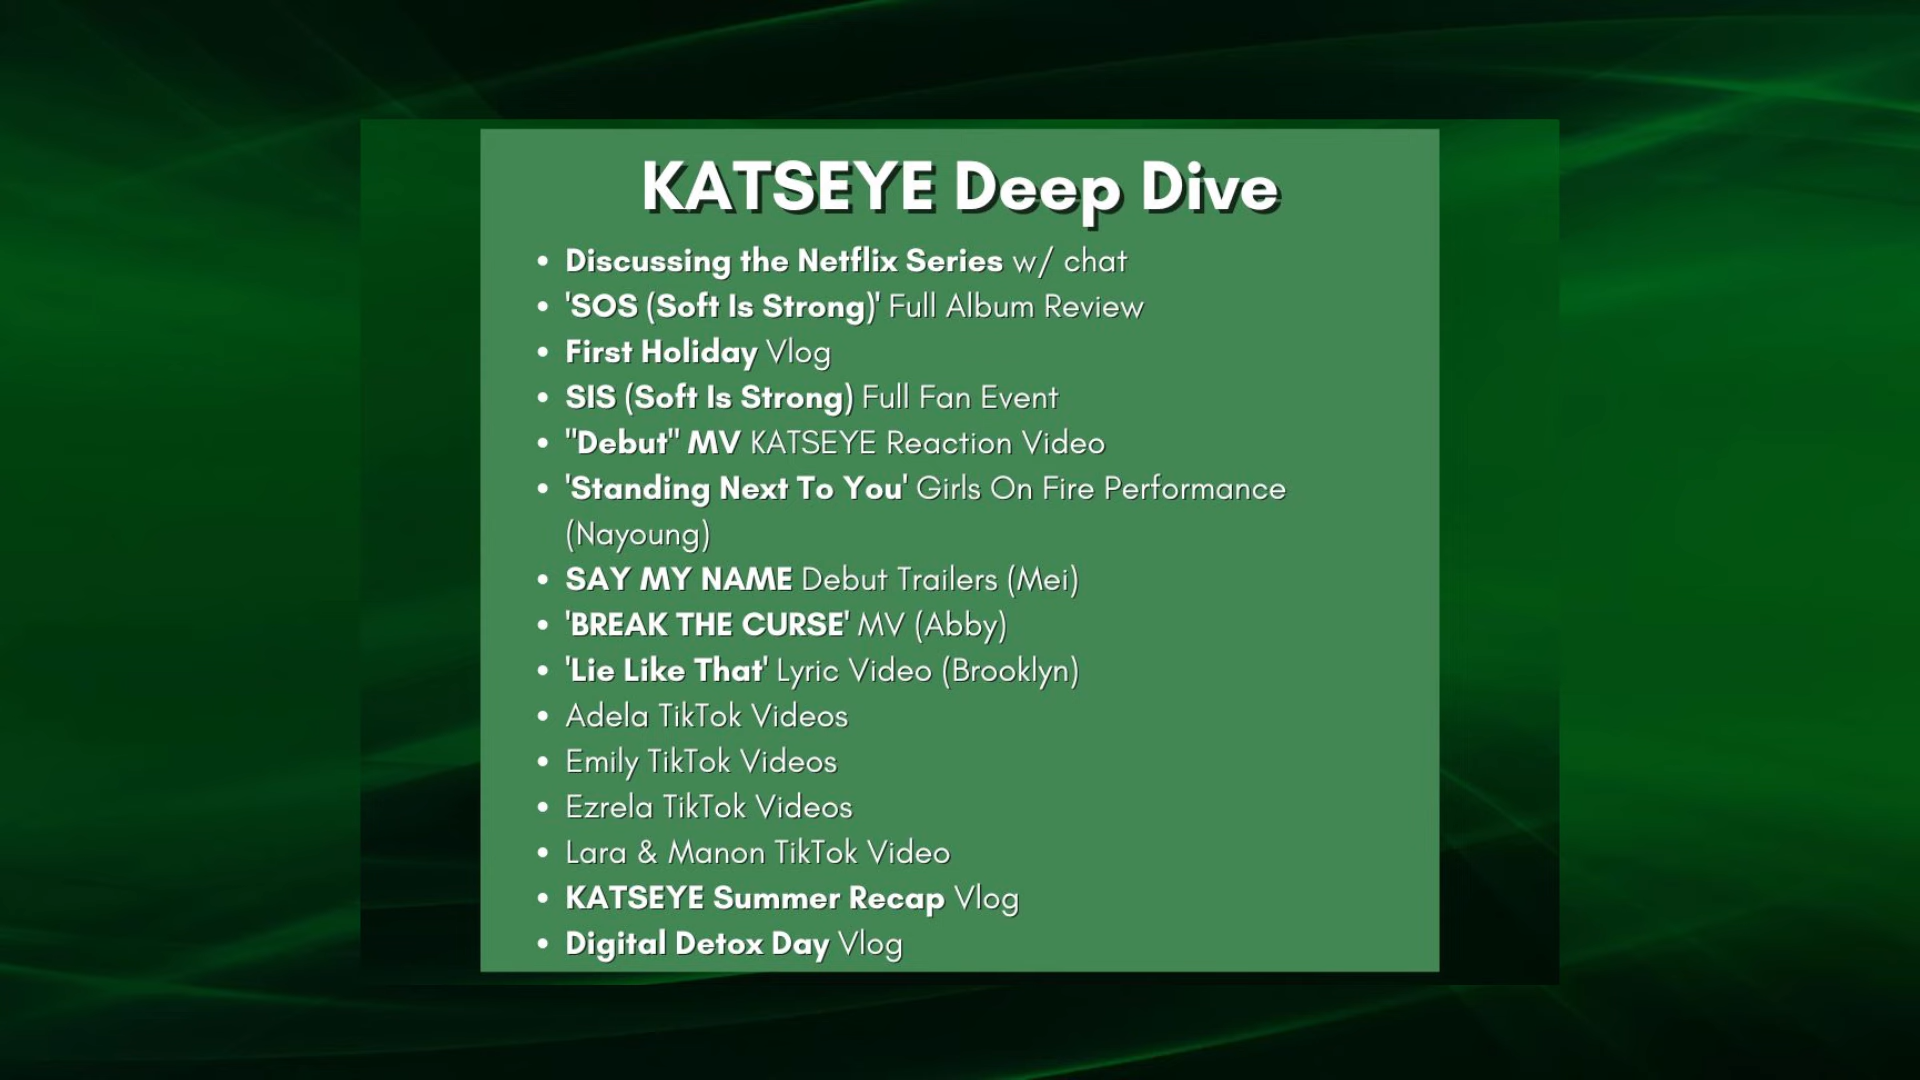 KATSEYE Deep Dive
• Discussing the Netflix Series w/ chat
• 'SOS (Soft Is Strong)' Full Album Review
• First Holiday Vlog
• SIS (Soft Is Strong) Full Fan Event
• "Debut" MV KATSEYE Reaction Video
• 'Standing Next To You' Girls On Fire Performance
(Nayoung)
• SAY MY NAME Debut Trailers (Mei)
• 'BREAK THE CURSE' MV (Abby)
• 'Lie Like That' Lyric Video (Brooklyn)
• Adela TikTok Videos
• Emily TikTok Videos
• Ezrela TikTok Videos
• Lara & Manon TikTok Video
• KATSEYE Summer Recap Vlog
• Digital Detox Day Vlog